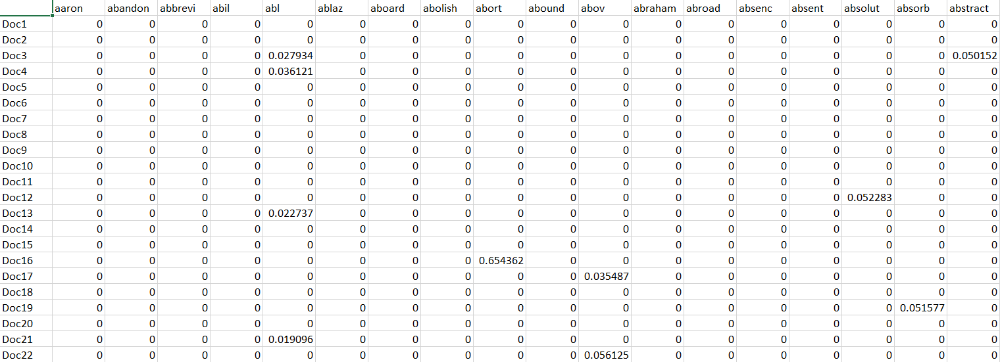 aaron abandon abbrevi abil abl ablaz aboard abolish abort abound abov abraham abroad absenc absent absolut absorb abstract
Doc1 0 0 0 0 0 0 0 0 0 0 0 0 0 0 0 0 0 0
Doc2 0 0 0 0 0 0 0 0 0 0 0 0 0 0 0 0 0 0
Doc3 0 0 0 0 0.027934 0 0 0 0 0 0 0 0 0 0 0 0 0.050152
Doc4 0 0 0 0 0.036121 0 0 0 0 0 0 0 0 0 0 0 0 0
Doc5 0 0 0 0 0 0 0 0 0 0 0 0 0 0 0 0 0 0
Doc6 0 0 0 0 0 0 0 0 0 0 0 0 0 0 0 0 0 0
Doc7 0 0 0 0 0 0 0 0 0 0 0 0 0 0 0 0 0 0
Doc8 0 0 0 0 0 0 0 0 0 0 0 0 0 0 0 0 0 0
Doc9 0 0 0 0 0 0 0 0 0 0 0 0 0 0 0 0 0 0
Doc10 0 0 0 0 0 0 0 0 0 0 0 0 0 0 0 0 0 0
Doc11 0 0 0 0 0 0 0 0 0 0 0 0 0 0 0 0 0 0
Doc12 0 0 0 0 0 0 0 0 0 0 0 0 0 0 0 0.052283 0 0
Doc13 0 0 0 0 0.022737 0 0 0 0 0 0 0 0 0 0 0 0 0
Doc14 0 0 0 0 0 0 0 0 0 0 0 0 0 0 0 0 0 0
Doc15 0 0 0 0 0 0 0 0 0 0 0 0 0 0 0 0 0 0
Doc16 0 0 0 0 0 0 0 0 0.654362 0 0 0 0 0 0 0 0 0
Doc17 0 0 0 0 0 0 0 0 0 0 0.035487 0 0 0 0 0 0 0
Doc18 0 0 0 0 0 0 0 0 0 0 0 0 0 0 0 0 0 0
Doc19 0 0 0 0 0 0 0 0 0 0 0 0 0 0 0 0 0.051577 0
Doc20 0 0 0 0 0 0 0 0 0 0 0 0 0 0 0 0 0 0
Doc21 0 0 0 0 0.019096 0 0 0 0 0 0 0 0 0 0 0 0 0
Doc22 0 0 0 0 0 0 0 0 0 0 0.056125 0 0 0 0 0 0 0